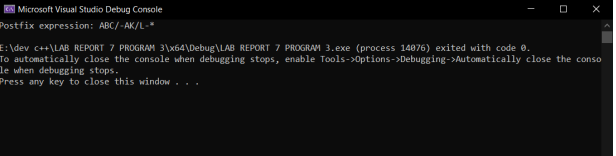 Microsoft Visual Studio Debug Console
Postfix expression: ABC/-AK/L-*
E:\dev c++\LAB REPORT 7 PROGRAM 3\x64\Debug\LAB REPORT 7 PROGRAM 3.exe (process 14076) exited with code 0.
To automatically close the console when debugging stops, enable Tools->Options->Debugging->Automatically close the conso
le when debugging stops.
Press any key to close this window . . .